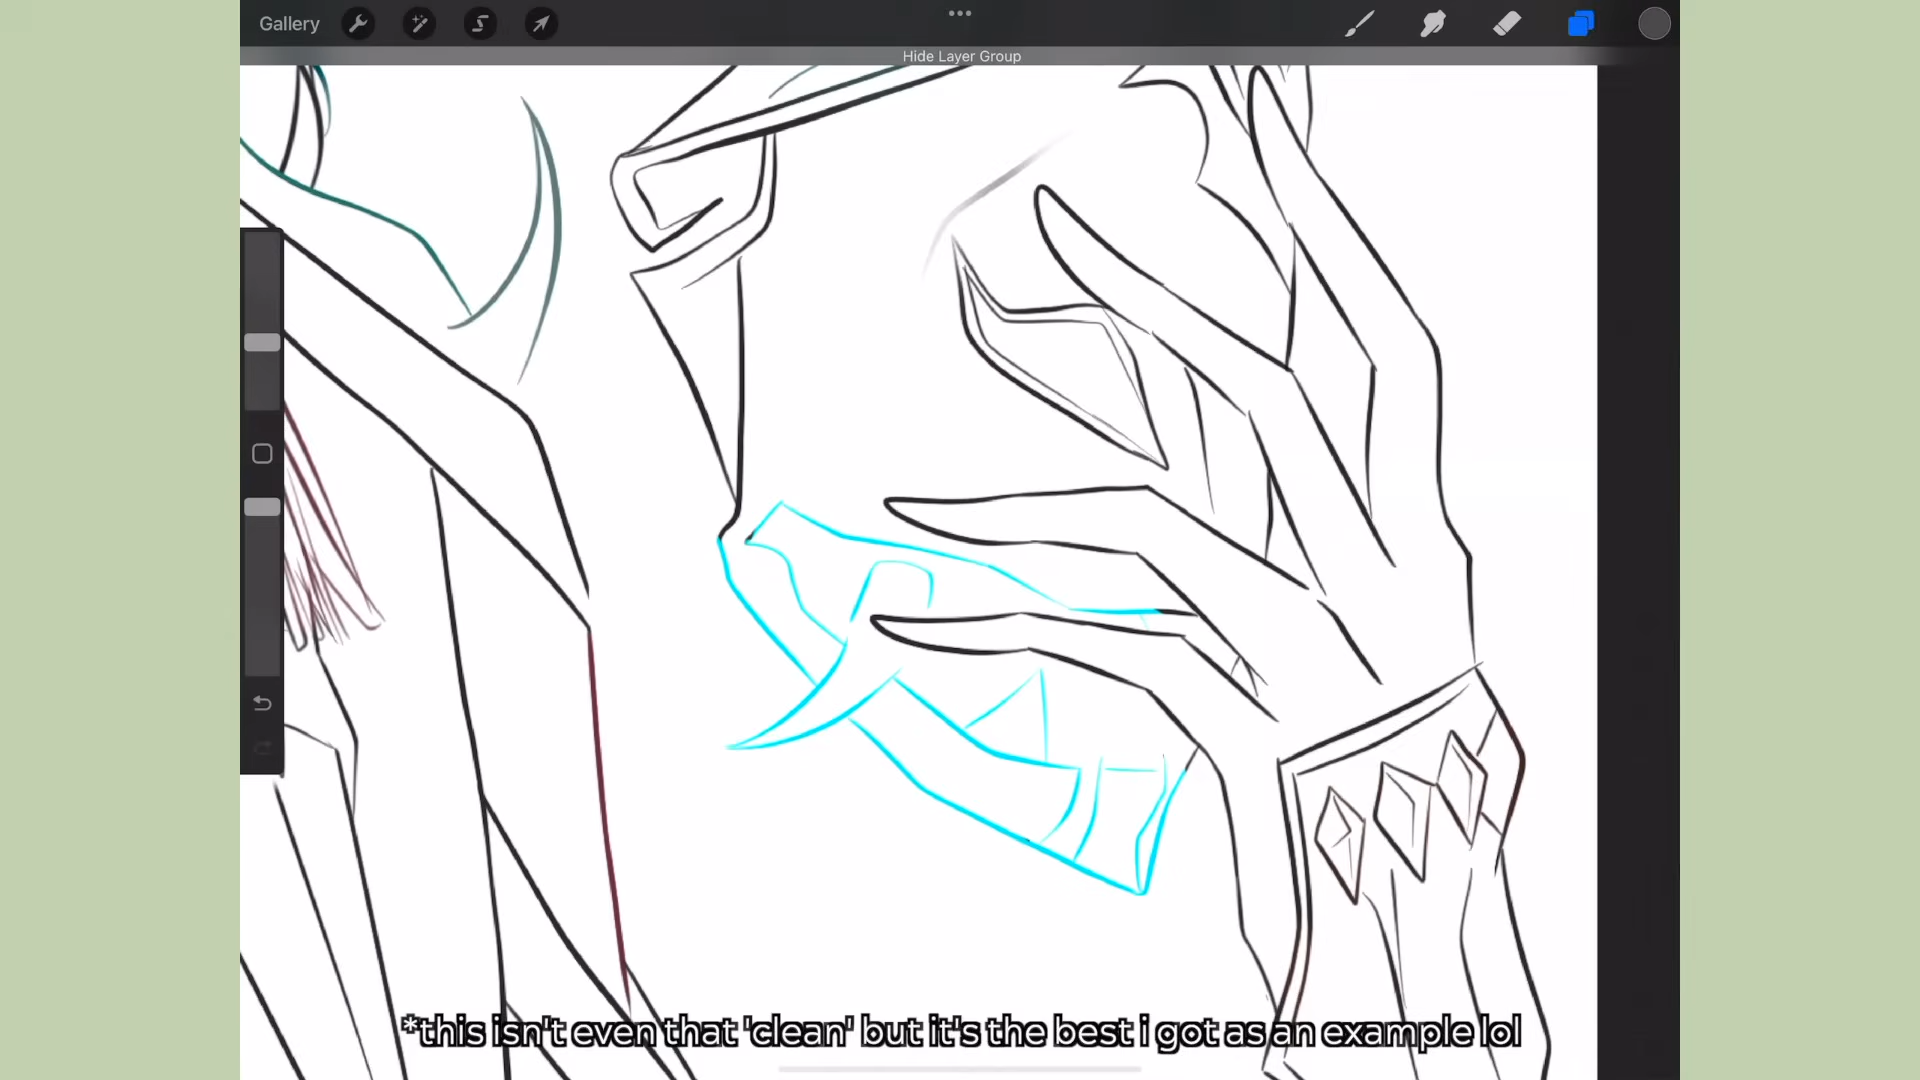 Gallery
Hide Layer Group
*this isn't even that 'clean' but it's the best i got as an example lol